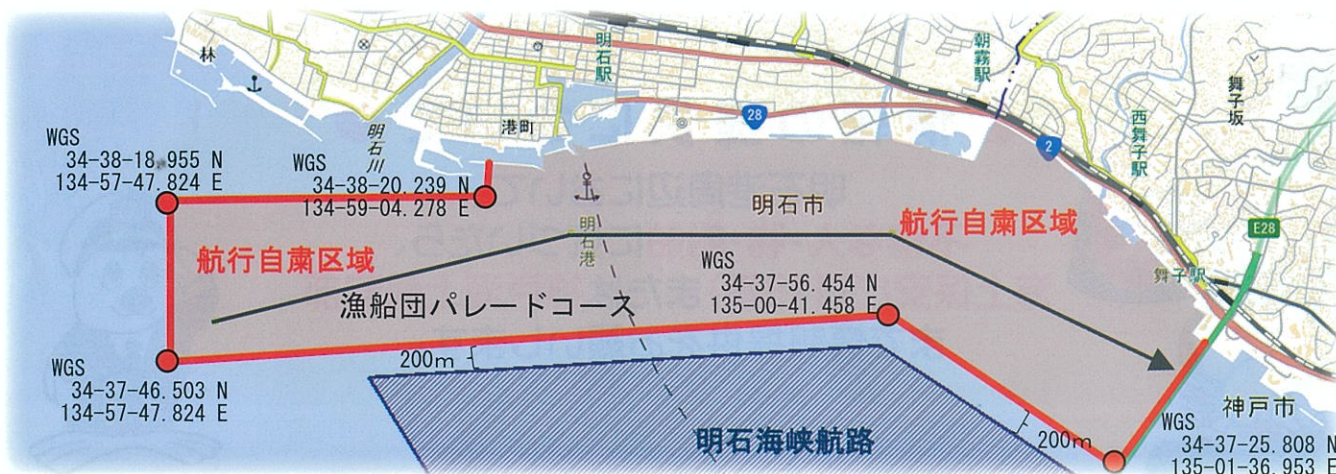 林
明石川
明石駅
港町
朝霧駅
28
2
西舞子駅
舞子坂
E28
舞子駅
WGS
34-38-18.955 N
134-57-47.824 E
WGS
34-38-20.239 N
134-59-04.278 E
明石港
明石市
航行自粛区域
航行自粛区域
漁船団パレードコース
WGS
34-37-56.454 N
135-00-41.458 E
200m
WGS
34-37-46.503 N
134-57-47.824 E
明石海峡航路
200m
神戸市
WGS
34-37-25.808 N
135-01-36.953 E